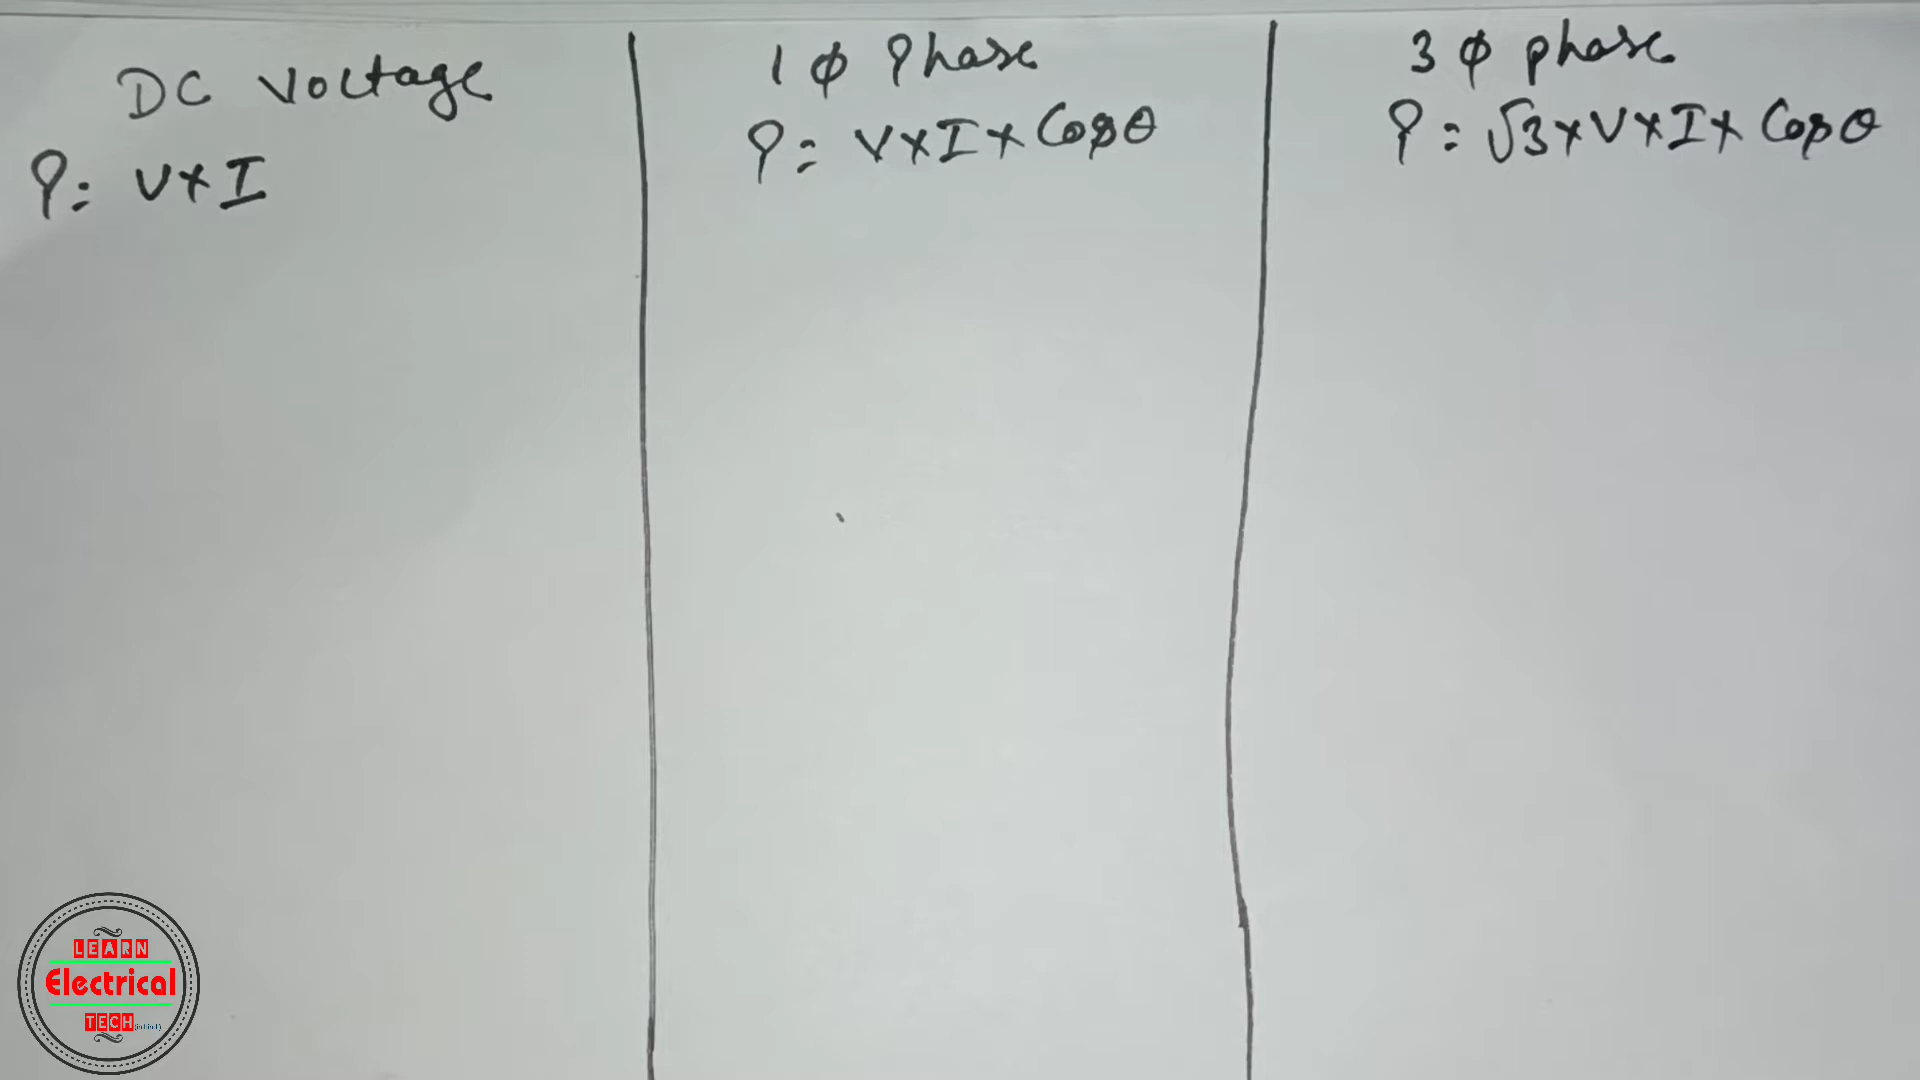 DC Voltage
P = V×I
1 φ Phase
P = V×I×Cosθ
3 φ phase
P = √3×V×I×Cosθ
LEARN
Electrical
TECH